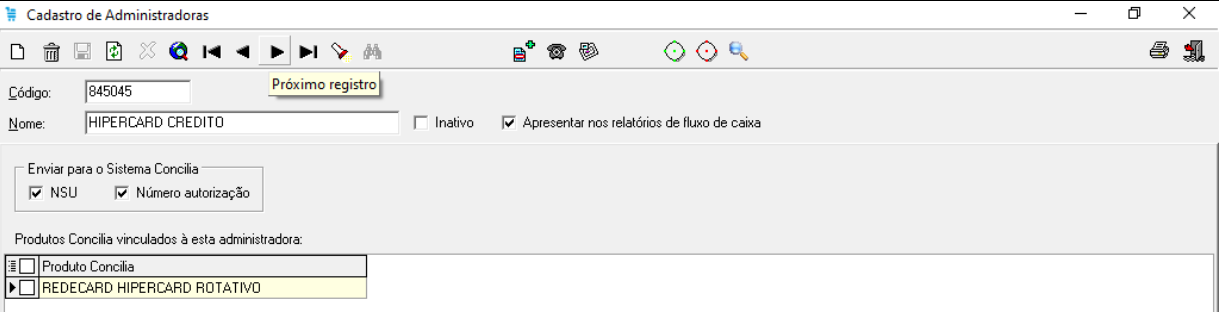 Cadastro de Administradoras
Próximo registro
Código: 845045
Nome: HIPERCARD CREDITO Inativo Apresentar nos relatórios de fluxo de caixa
Enviar para o Sistema Concilia
NSU Número autorização
Produtos Concilia vinculados à esta administradora:
Produto Concilia
REDECARD HIPERCARD ROTATIVO